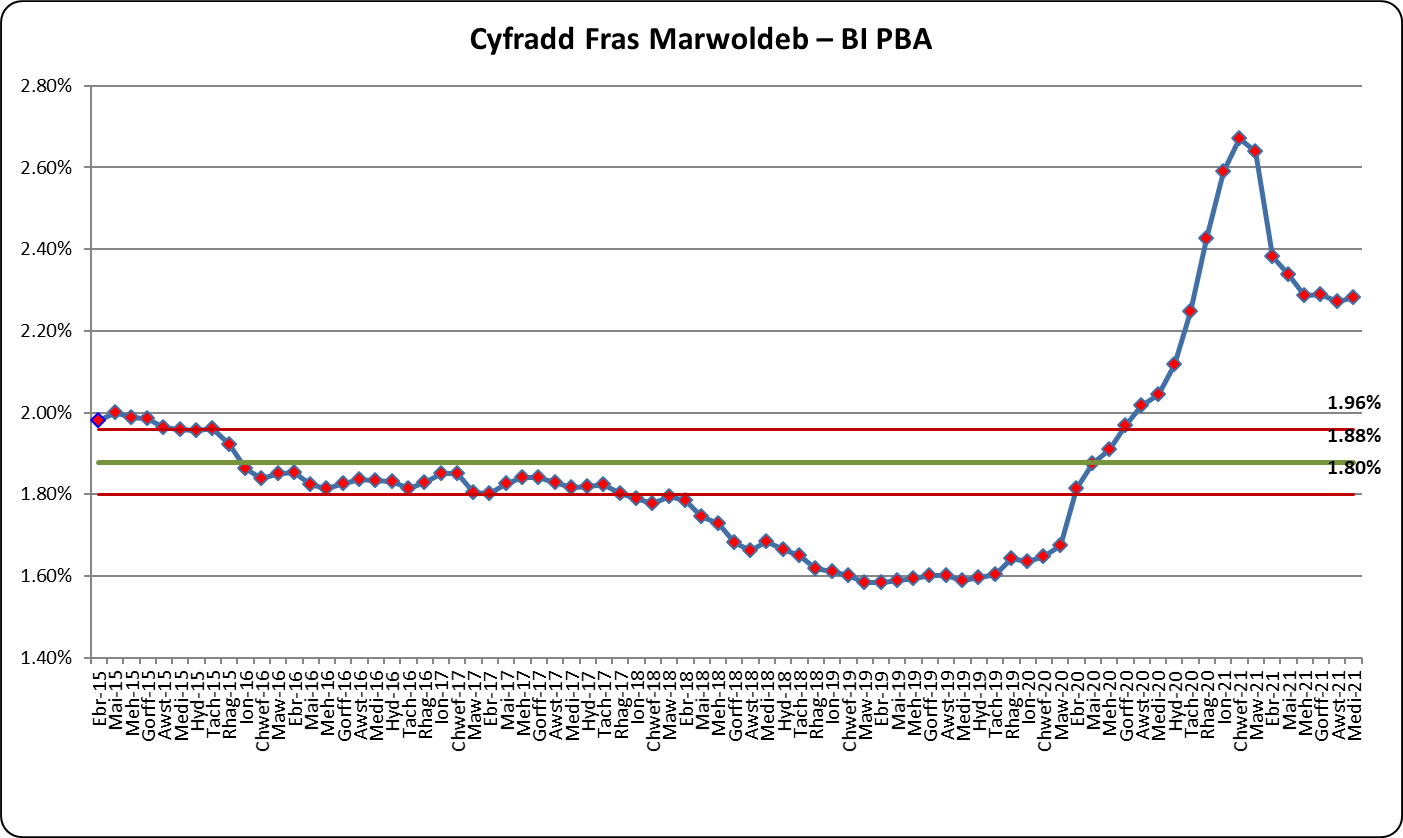 Cyfradd Fras Marwoldeb – BI PBA
2.80%
2.60%
2.40%
2.20%
2.00%
1.80%
1.60%
1.40%
1.96%
1.88%
1.80%
Ebr-15
Mai-15
Meh-15
Gorff-15
Awst-15
Medi-15
Hyd-15
Tach-15
Rhag-15
Ion-16
Chwef-16
Maw-16
Ebr-16
Mai-16
Meh-16
Gorff-16
Awst-16
Medi-16
Hyd-16
Tach-16
Rhag-16
Ion-17
Chwef-17
Maw-17
Ebr-17
Mai-17
Meh-17
Gorff-17
Awst-17
Medi-17
Hyd-17
Tach-17
Rhag-17
Ion-18
Chwef-18
Maw-18
Ebr-18
Mai-18
Meh-18
Gorff-18
Awst-18
Medi-18
Hyd-18
Tach-18
Rhag-18
Ion-19
Chwef-19
Maw-19
Ebr-19
Mai-19
Meh-19
Gorff-19
Awst-19
Medi-19
Hyd-19
Tach-19
Rhag-19
Ion-20
Chwef-20
Maw-20
Ebr-20
Mai-20
Meh-20
Gorff-20
Awst-20
Medi-20
Hyd-20
Tach-20
Rhag-20
Ion-21
Chwef-21
Maw-21
Ebr-21
Mai-21
Meh-21
Gorff-21
Awst-21
Medi-21